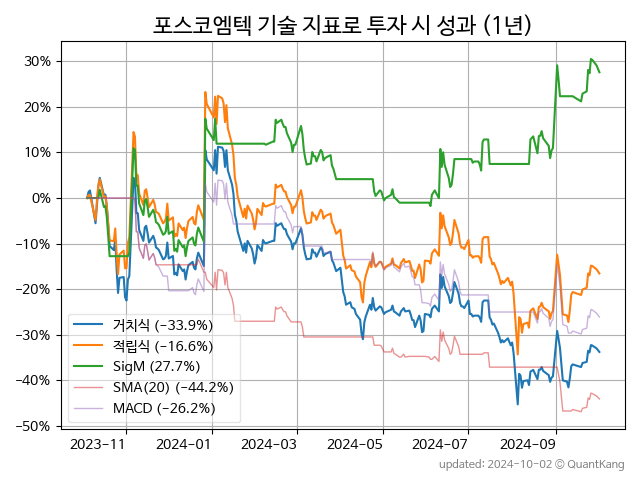 포스코엠텍 기술 지표로 투자 시 성과 (1년)
30%
20%
10%
0%
−10%
−20%
−30%
−40%
−50%
거치식 (−33.9%)
적립식 (−16.6%)
SigM (27.7%)
SMA(20) (−44.2%)
MACD (−26.2%)
2023-11 2024-01 2024-03 2024-05 2024-07 2024-09
updated: 2024-10-02 © QuantKang